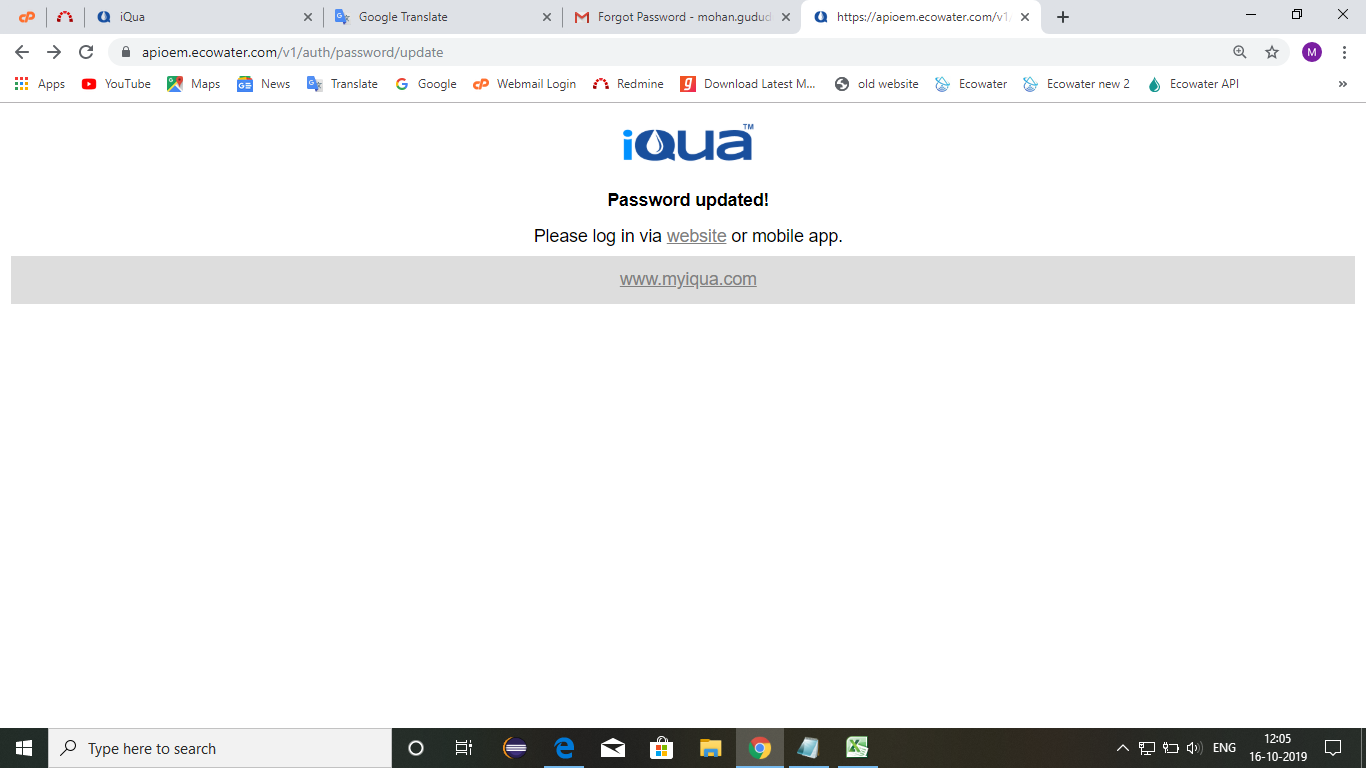 iQua
Google Translate
Forgot Password - mohan.gudud
https://apioem.ecowater.com/v1/
apioem.ecowater.com/v1/auth/password/update
M
Apps YouTube Maps News Translate Google Webmail Login Redmine Download Latest M... old website Ecowater Ecowater new 2 Ecowater API »
iQua™
Password updated!
Please log in via website or mobile app.
www.myiqua.com
Type here to search
ENG
12:05
16-10-2019